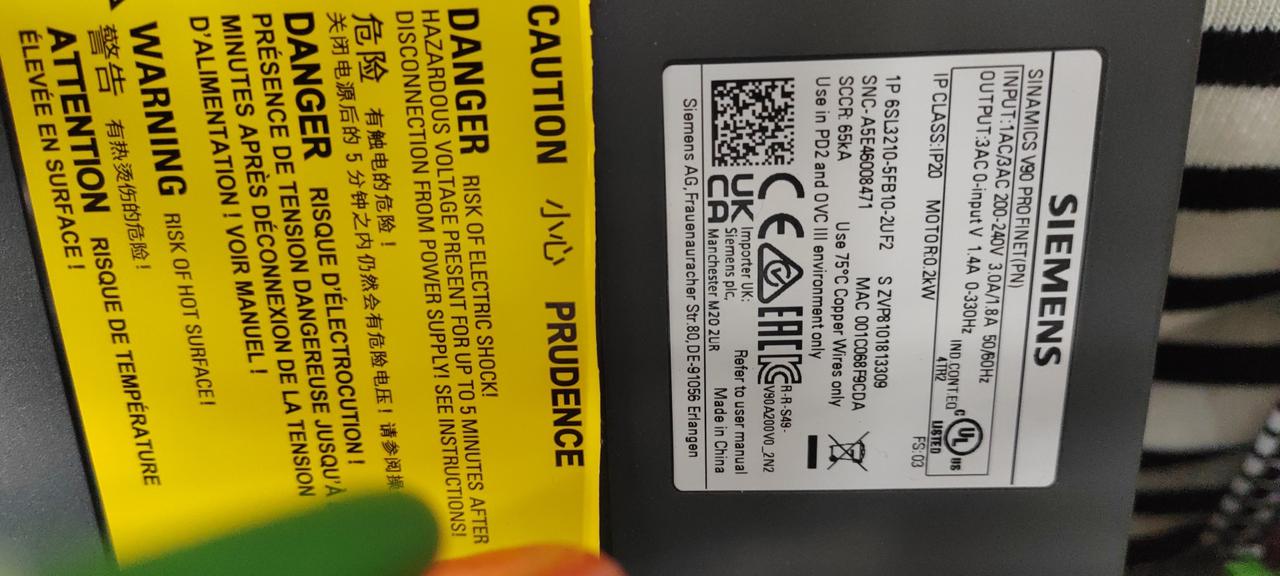 SIEMENS
SINAMICS V90 PROFINET(PN)
INPUT:1AC/3AC 200-240V 3.0A/1.8A 50/60Hz
OUTPUT:3AC 0-input V 1.4A 0-330Hz
IP CLASS:IP20 MOTOR:0.2kW
IND.CONT.EQ
4TR2
C UL US
LISTED
FS:03
1P 6SL3210-5FB10-2UF2 S ZVP8101813309
SNC-A5E46008471 MAC 001C068F9CDA
SCCR: 65kA Use 75°C Copper Wires only
Use in PD2 and OVC III environment only
CE EAC
R-R-S49-
V90A200V0_2N2
UK
CA
Importer UK:
Siemens plc,
Manchester M20 2UR
Refer to user manual
Made in China
Siemens AG,Frauenauracher Str.80,DE-91056 Erlangen
CAUTION 小心 PRUDENCE
DANGER RISK OF ELECTRIC SHOCK!
HAZARDOUS VOLTAGE PRESENT FOR UP TO 5 MINUTES AFTER
DISCONNECTION FROM POWER SUPPLY! SEE INSTRUCTIONS!
危险 有触电的危险！
关闭电源后的 5 分钟之内仍然会有危险电压！请参阅操
DANGER RISQUE D'ÉLECTROCUTION !
PRÉSENCE DE TENSION DANGEREUSE JUSQU'À
MINUTES APRÈS DÉCONNEXION DE LA TENSION
D'ALIMENTATION ! VOIR MANUEL !
WARNING RISK OF HOT SURFACE!
警告 有热烫伤的危险！
ATTENTION RISQUE DE TEMPÉRATURE
ÉLEVÉE EN SURFACE !